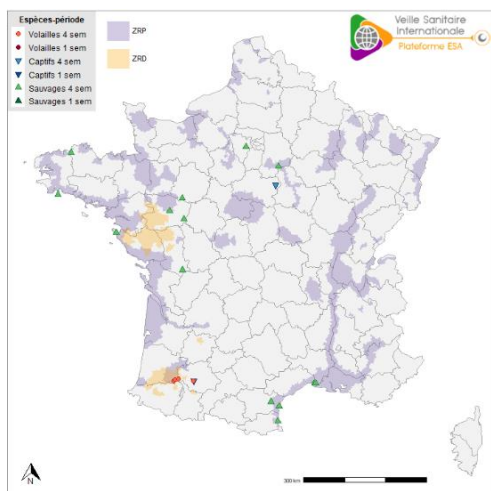 Espèces-période
Volailles 4 sem
Volailles 1 sem
Captifs 4 sem
Captifs 1 sem
Sauvages 4 sem
Sauvages 1 sem
ZRP
ZRD
Veille Sanitaire
Internationale
Plateforme ESA
N
300 km